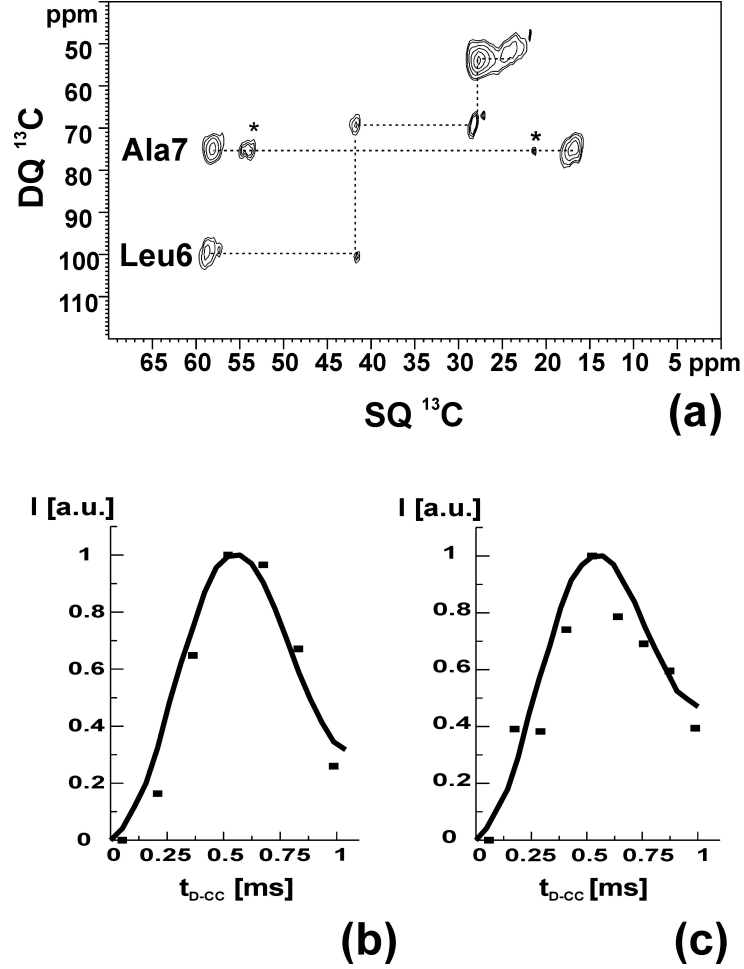 ppm
50
60
70
80
90
100
110
DQ ¹³C
*
*
Ala7
Leu6
65 60 55 50 45 40 35 30 25 20 15 10 5 ppm
SQ ¹³C
(a)
I [a.u.]
1
0.8
0.6
0.4
0.2
0
0 0.25 0.5 0.75 1
t_D-CC [ms]
(b)
I [a.u.]
1
0.8
0.6
0.4
0.2
0
0 0.25 0.5 0.75 1
t_D-CC [ms]
(c)